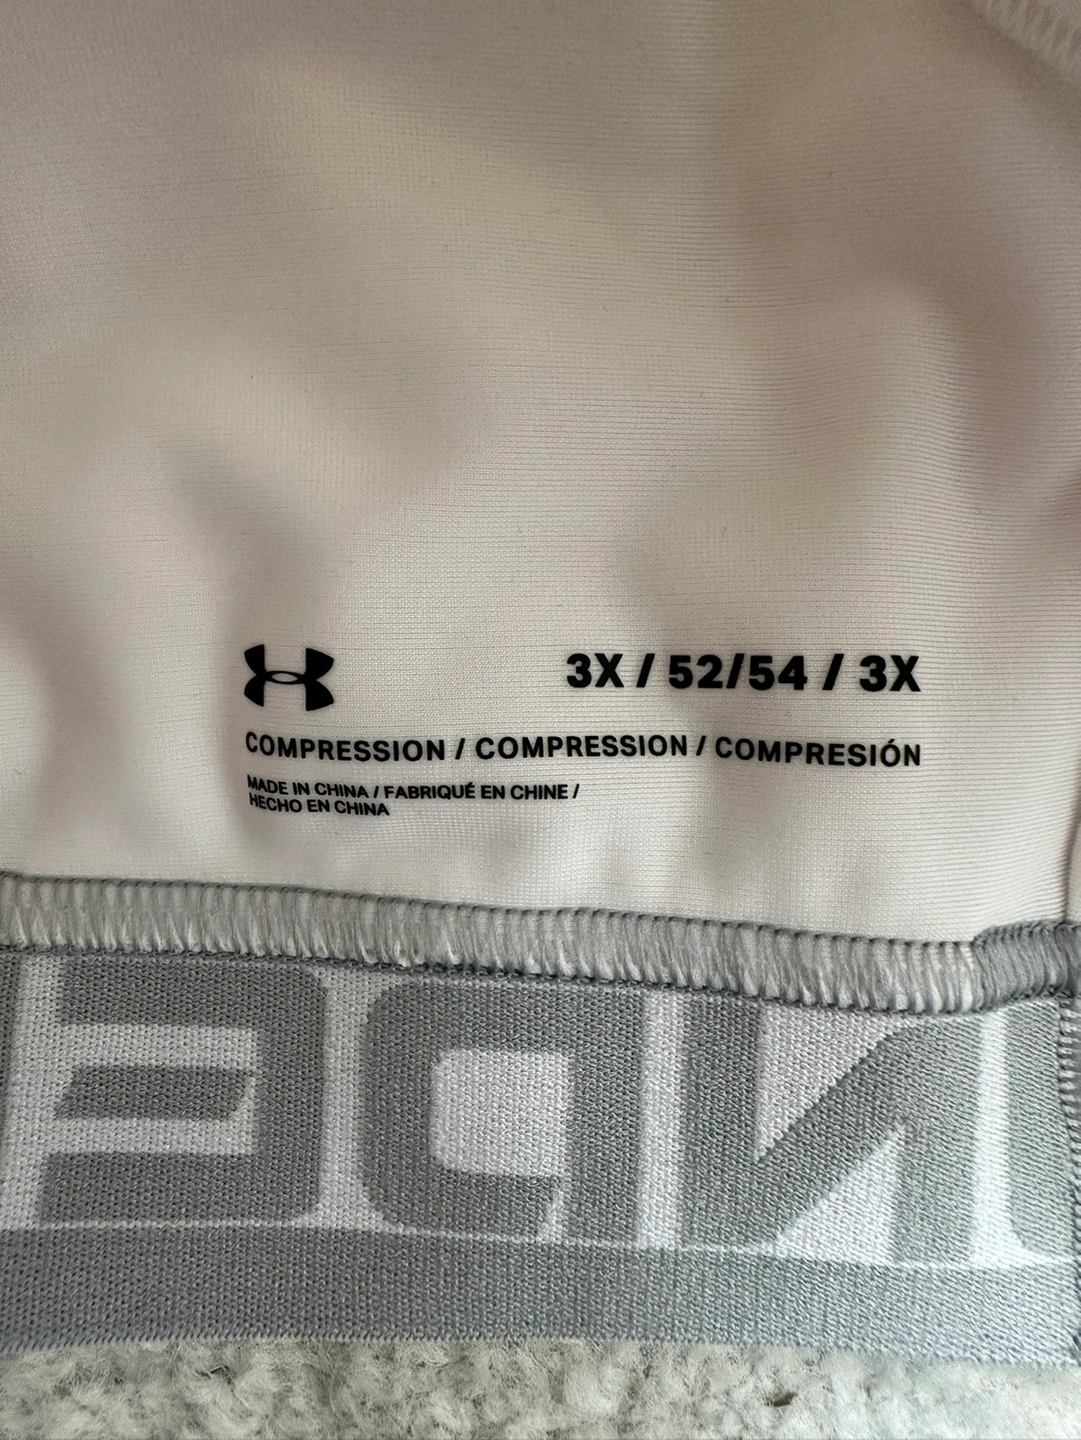 3X / 52/54 / 3X
COMPRESSION / COMPRESSION / COMPRESIÓN
MADE IN CHINA / FABRIQUÉ EN CHINE /
HECHO EN CHINA